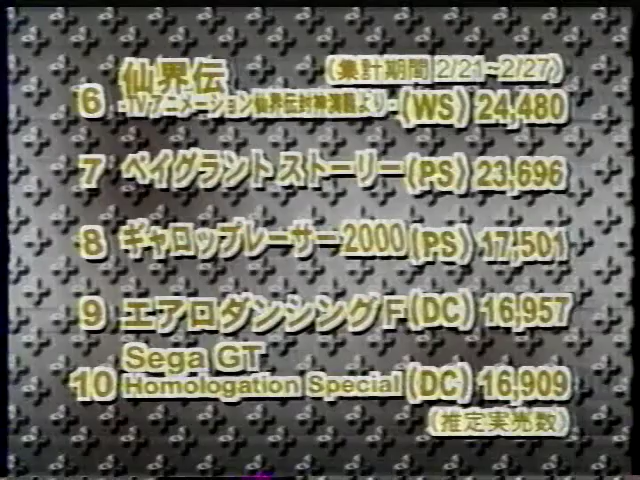 (集計期間 2/21~2/27)
6 仙界伝
-TVアニメーション仙界伝封神演義より- (WS) 24,480
7 ベイグラント ストーリー (PS) 23,696
8 ギャロップレーサー2000 (PS) 17,501
9 エアロダンシングF (DC) 16,957
Sega GT
10 Homologation Special (DC) 16,909
(推定実売数)